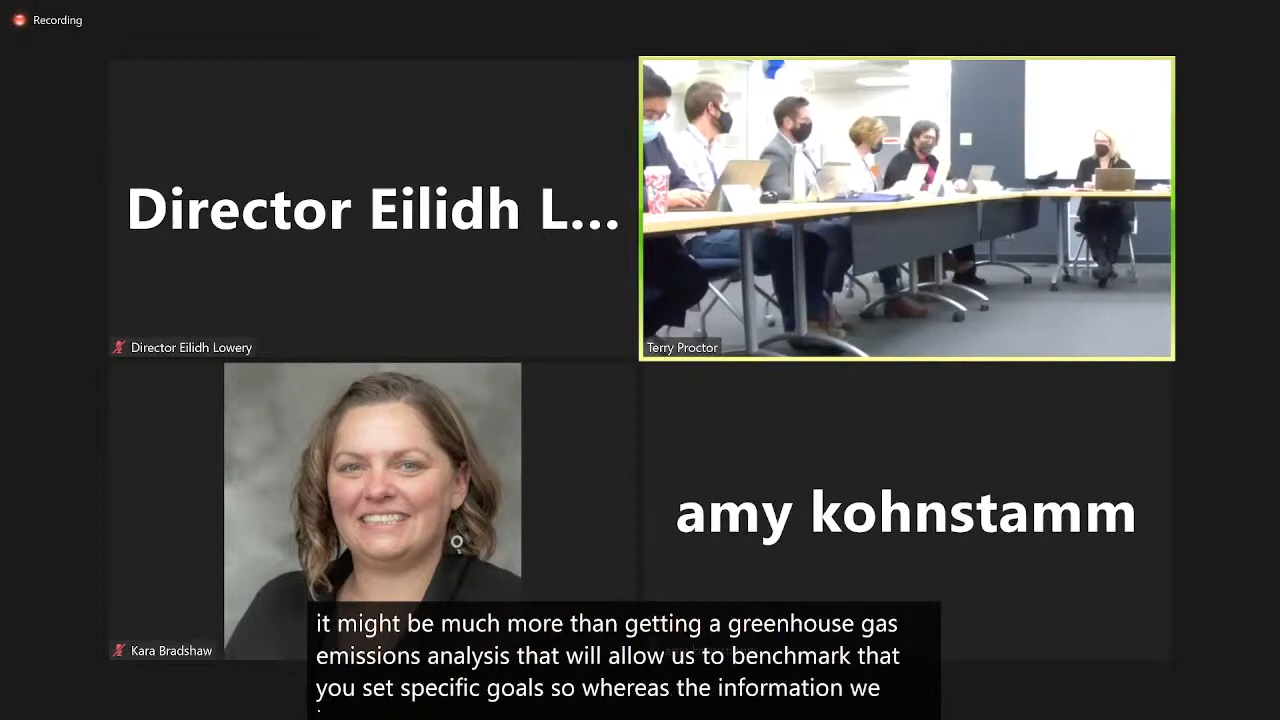 Recording
Director Eilidh L...
Director Eilidh Lowery
Terry Proctor
amy kohnstamm
Kara Bradshaw
it might be much more than getting a greenhouse gas
emissions analysis that will allow us to benchmark that
you set specific goals so whereas the information we